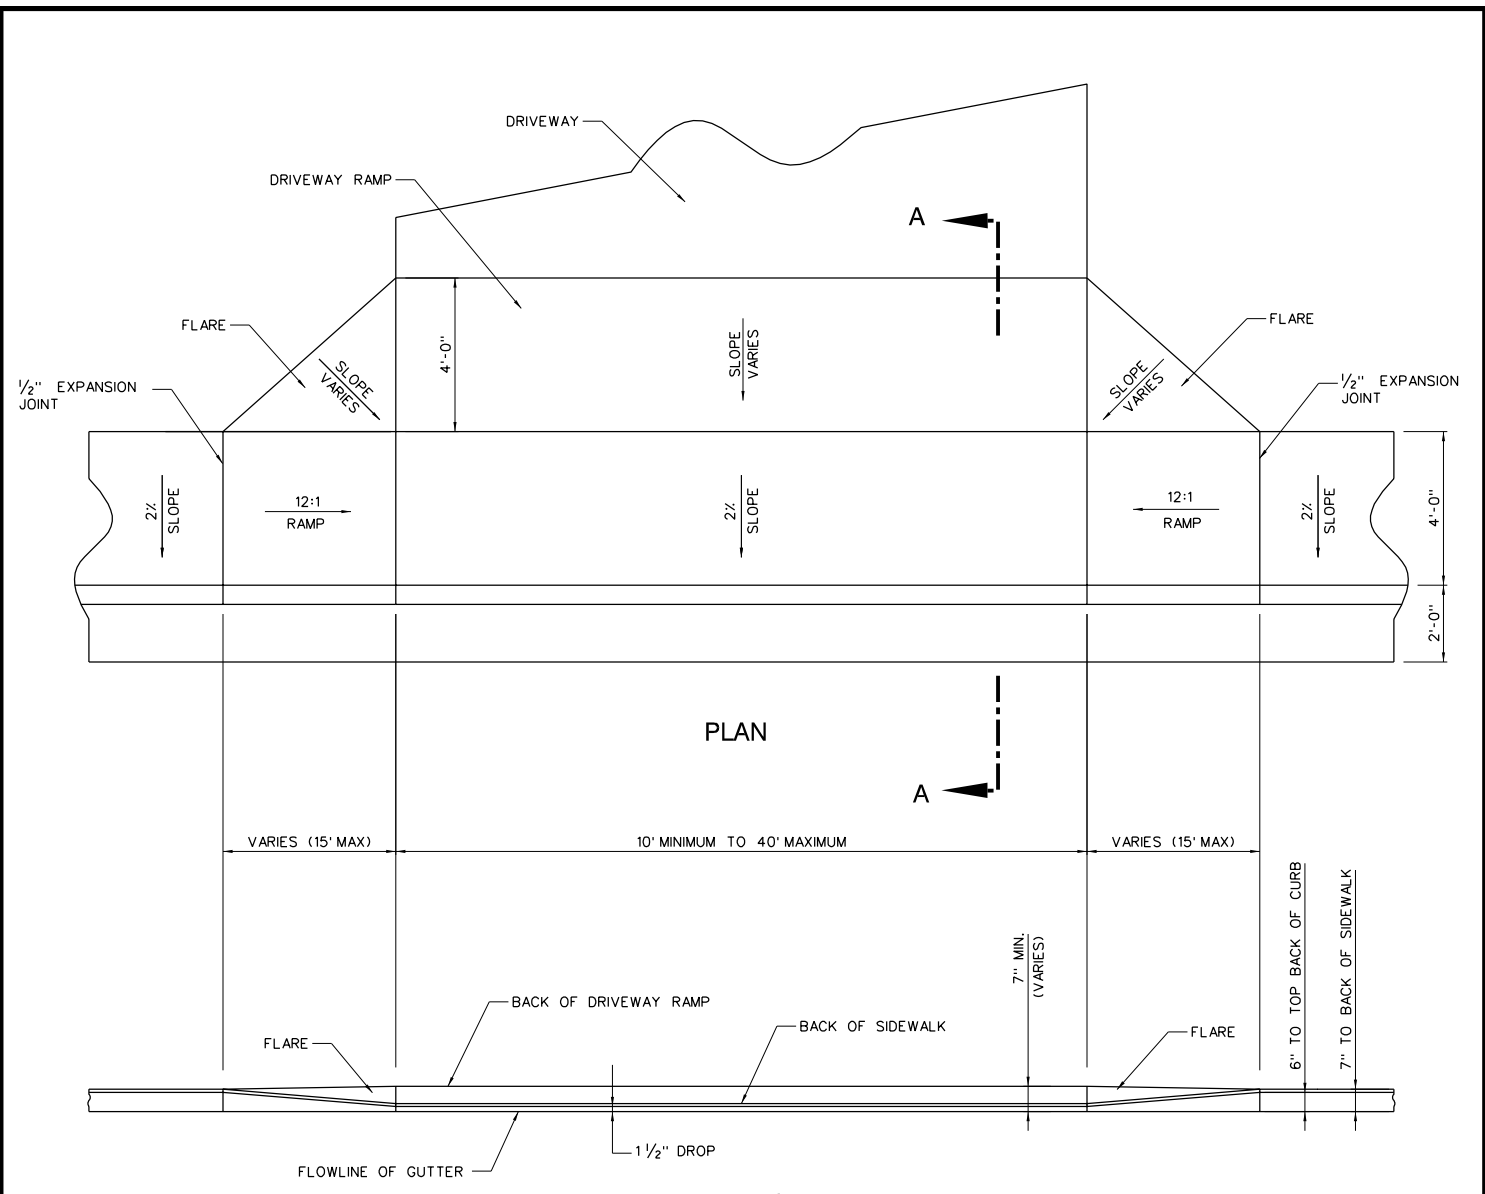 DRIVEWAY
DRIVEWAY RAMP
A
FLARE
4'-0"
SLOPE
VARIES
SLOPE
VARIES
SLOPE
VARIES
FLARE
1/2" EXPANSION
JOINT
1/2" EXPANSION
JOINT
2%
SLOPE
12:1
RAMP
2%
SLOPE
12:1
RAMP
2%
SLOPE
4'-0"
2'-0"
PLAN
A
VARIES (15' MAX)
10' MINIMUM TO 40' MAXIMUM
VARIES (15' MAX)
7" MIN.
(VARIES)
6" TO TOP BACK OF CURB
7" TO BACK OF SIDEWALK
BACK OF DRIVEWAY RAMP
BACK OF SIDEWALK
FLARE
FLARE
1 1/2" DROP
FLOWLINE OF GUTTER